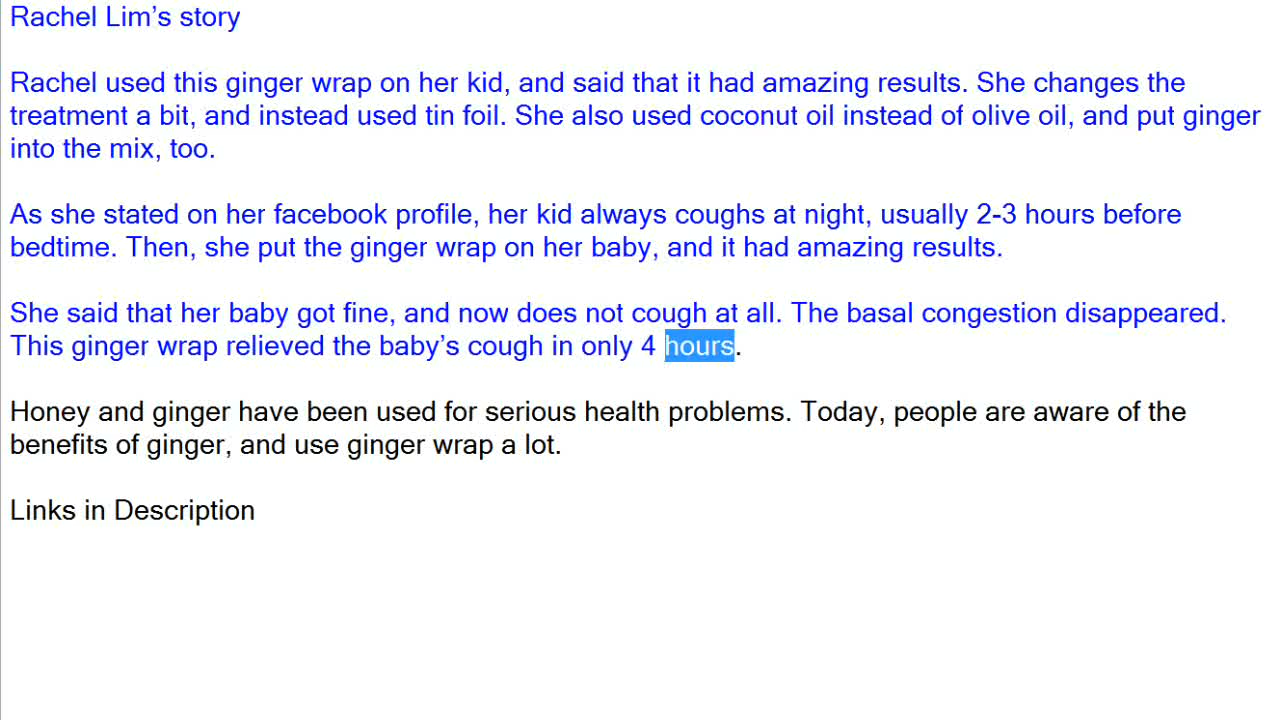 Rachel Lim’s story
Rachel used this ginger wrap on her kid, and said that it had amazing results. She changes the
treatment a bit, and instead used tin foil. She also used coconut oil instead of olive oil, and put ginger
into the mix, too.
As she stated on her facebook profile, her kid always coughs at night, usually 2-3 hours before
bedtime. Then, she put the ginger wrap on her baby, and it had amazing results.
She said that her baby got fine, and now does not cough at all. The basal congestion disappeared.
This ginger wrap relieved the baby’s cough in only 4 hours.
Honey and ginger have been used for serious health problems. Today, people are aware of the
benefits of ginger, and use ginger wrap a lot.
Links in Description